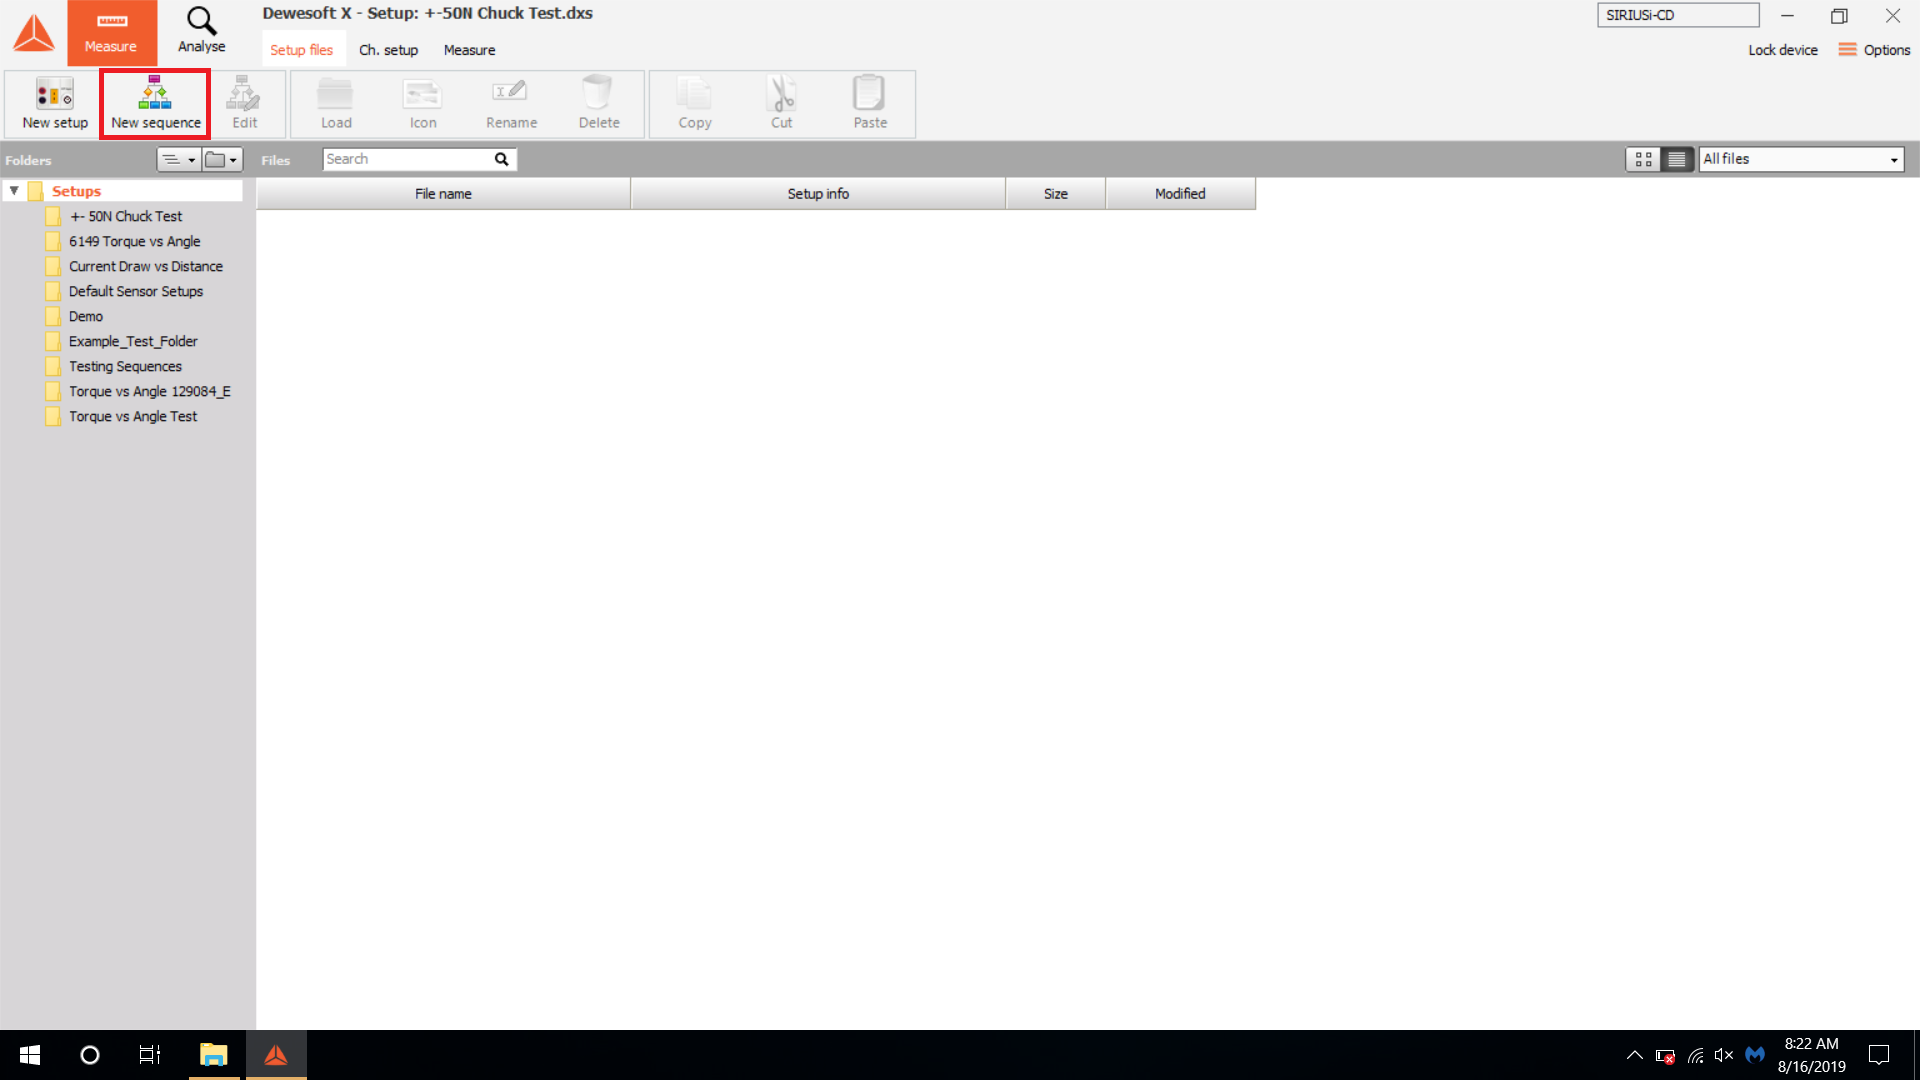 Dewesoft X - Setup: +-50N Chuck Test.dxs
SIRIUSi-CD
Measure
Analyse
Setup files
Ch. setup
Measure
Lock device
Options
New setup
New sequence
Edit
Load
Icon
Rename
Delete
Copy
Cut
Paste
Folders
Files
Search
All files
Setups
File name
Setup info
Size
Modified
+- 50N Chuck Test
6149 Torque vs Angle
Current Draw vs Distance
Default Sensor Setups
Demo
Example_Test_Folder
Testing Sequences
Torque vs Angle 129084_E
Torque vs Angle Test
8:22 AM
8/16/2019